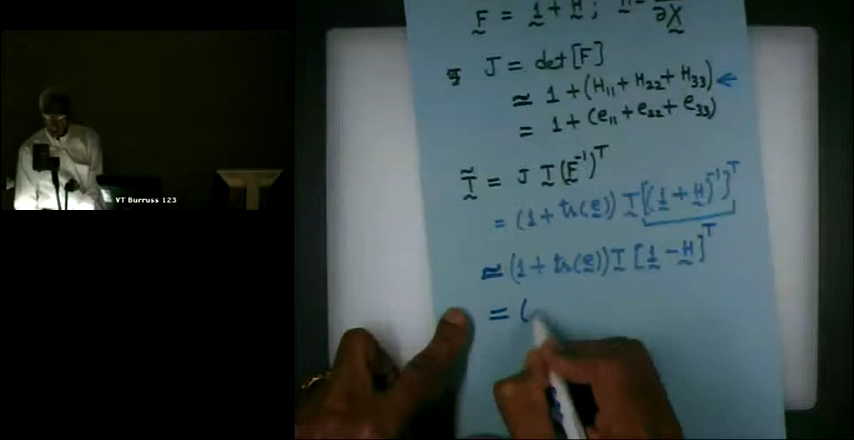 F = 1 + H ; H = ∂X
& J = det [F]
≃ 1 + (H₁₁ + H₂₂ + H₃₃) ←
= 1 + (e₁₁ + e₂₂ + e₃₃)
T̃ = J T (F⁻¹)ᵀ
= (1 + tr(e)) T [(1 + H)⁻¹]ᵀ
≃ (1 + tr(e)) T [1 - H]ᵀ
= (
VT Burruss 123